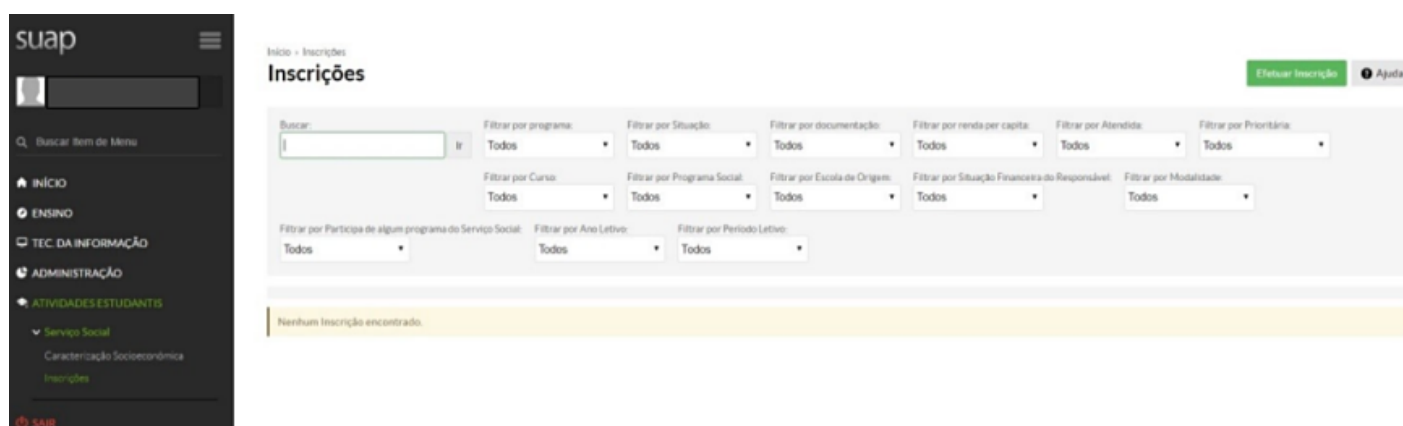 suap
Início › Inscrições
Inscrições
Efetuar Inscrição
Ajuda
Buscar Item de Menu
INÍCIO
ENSINO
TEC. DA INFORMAÇÃO
ADMINISTRAÇÃO
ATIVIDADES ESTUDANTIS
Serviço Social
Caracterização Socioeconômica
Inscrições
SAIR
Buscar: Filtrar por programa: Filtrar por Situação: Filtrar por documentação: Filtrar por renda per capita: Filtrar por Atendida: Filtrar por Prioritária:
Ir Todos Todos Todos Todos Todos Todos
Filtrar por Curso: Filtrar por Programa Social: Filtrar por Escola de Origem: Filtrar por Situação Financeira do Responsável: Filtrar por Modalidade:
Todos Todos Todos Todos Todos
Filtrar por Participa de algum programa do Serviço Social: Filtrar por Ano Letivo: Filtrar por Período Letivo:
Todos Todos Todos
Nenhum Inscrição encontrado.